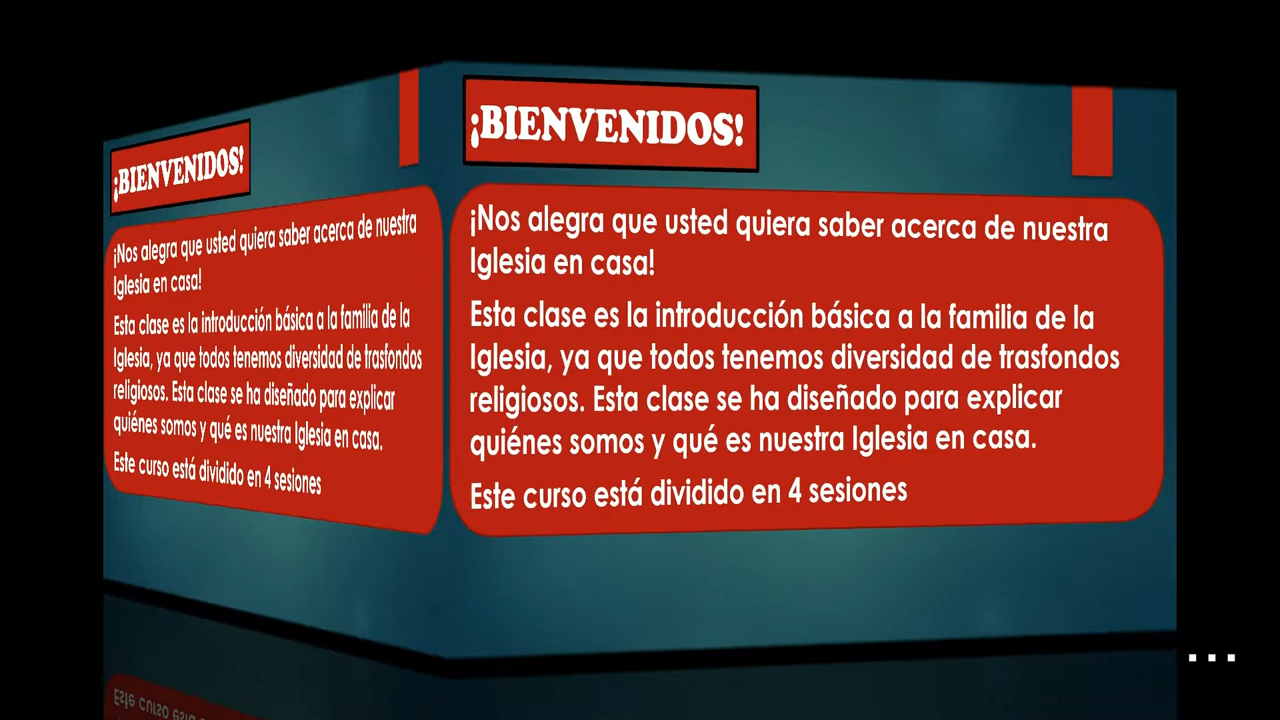 ¡BIENVENIDOS!
¡Nos alegra que usted quiera saber acerca de nuestra
Iglesia en casa!
Esta clase es la introducción básica a la familia de la
Iglesia, ya que todos tenemos diversidad de trasfondos
religiosos. Esta clase se ha diseñado para explicar
quiénes somos y qué es nuestra Iglesia en casa.
Este curso está dividido en 4 sesiones
¡BIENVENIDOS!
¡Nos alegra que usted quiera saber acerca de nuestra
Iglesia en casa!
Esta clase es la introducción básica a la familia de la
Iglesia, ya que todos tenemos diversidad de trasfondos
religiosos. Esta clase se ha diseñado para explicar
quiénes somos y qué es nuestra Iglesia en casa.
Este curso está dividido en 4 sesiones
...